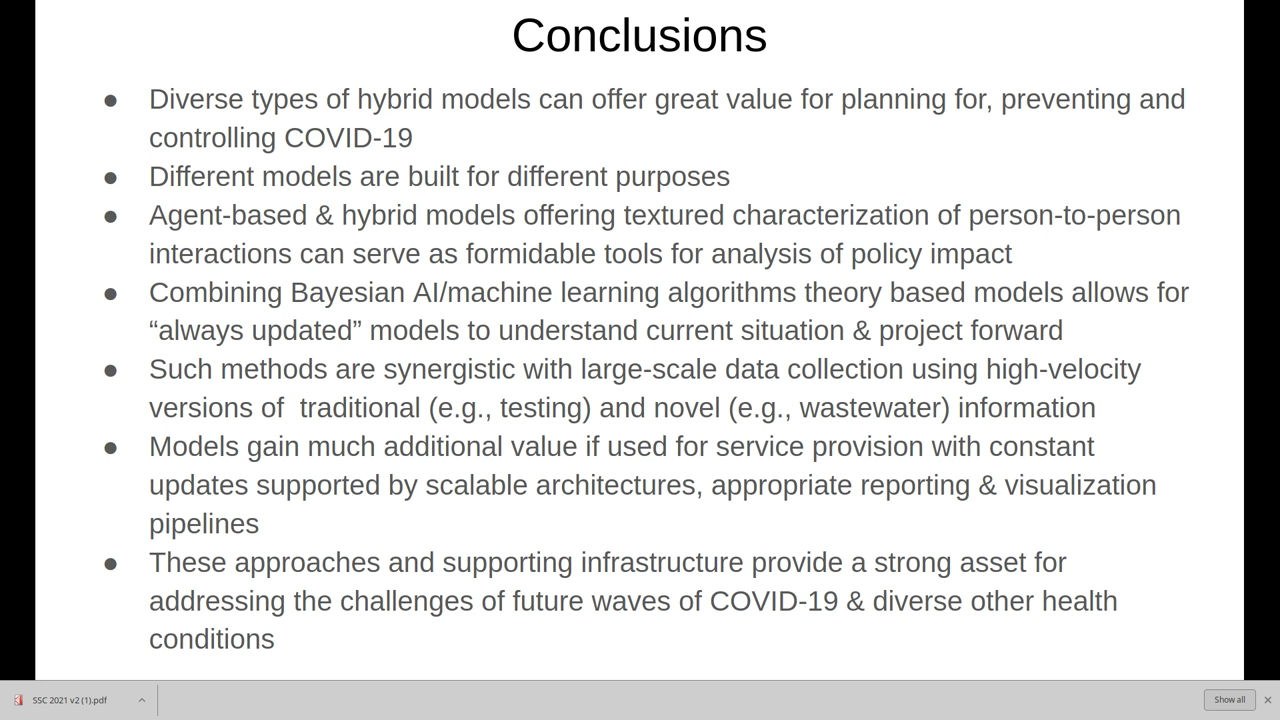 Conclusions
● Diverse types of hybrid models can offer great value for planning for, preventing and
controlling COVID-19
● Different models are built for different purposes
● Agent-based & hybrid models offering textured characterization of person-to-person
interactions can serve as formidable tools for analysis of policy impact
● Combining Bayesian AI/machine learning algorithms theory based models allows for
“always updated” models to understand current situation & project forward
● Such methods are synergistic with large-scale data collection using high-velocity
versions of  traditional (e.g., testing) and novel (e.g., wastewater) information
● Models gain much additional value if used for service provision with constant
updates supported by scalable architectures, appropriate reporting & visualization
pipelines
● These approaches and supporting infrastructure provide a strong asset for
addressing the challenges of future waves of COVID-19 & diverse other health
conditions
SSC 2021 v2 (1).pdf
Show all